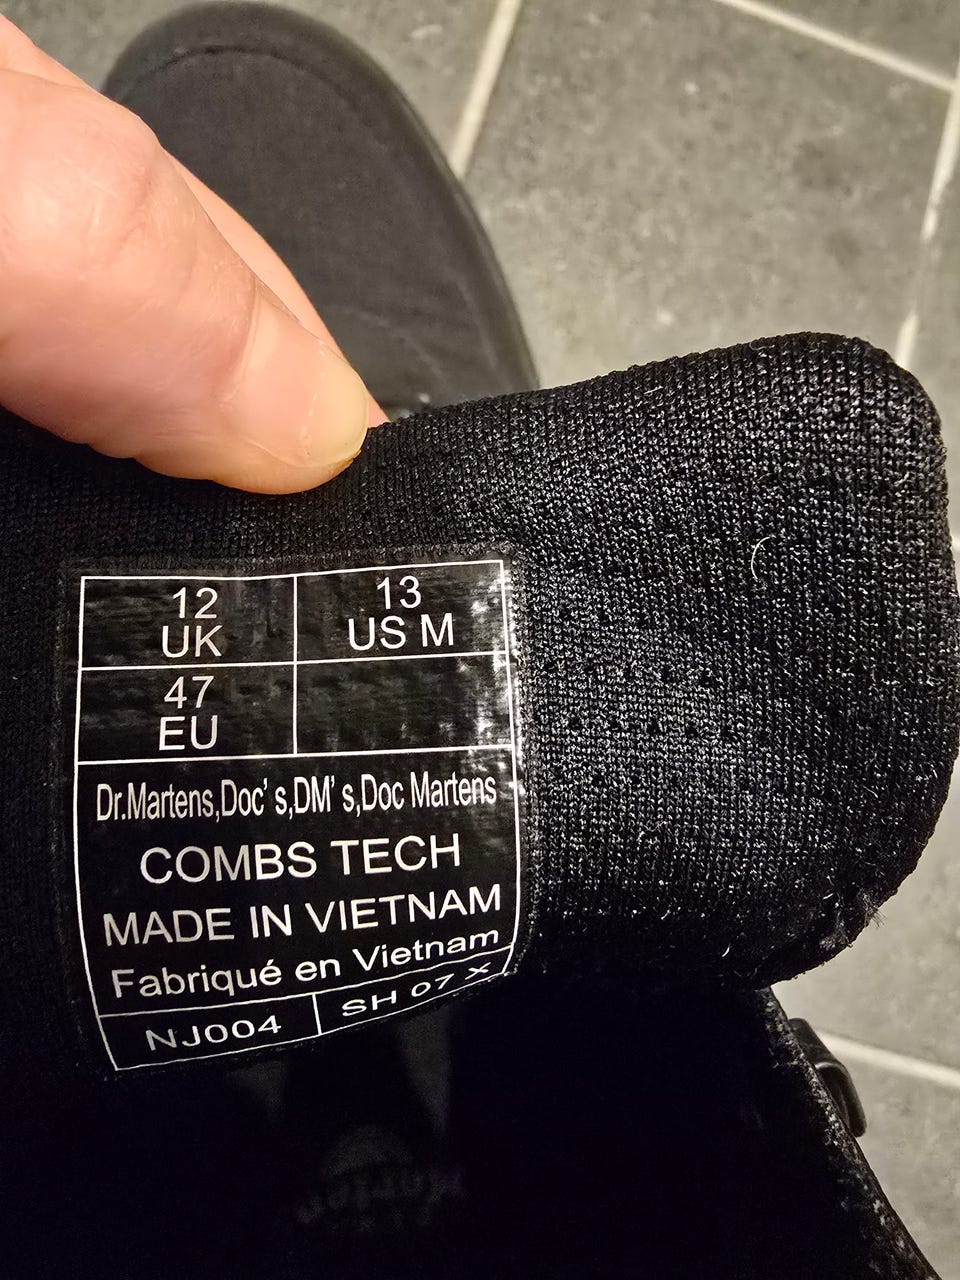 12
UK
13
US M
47
EU
Dr.Martens,Doc' s,DM' s,Doc Martens
COMBS TECH
MADE IN VIETNAM
Fabriqué en Vietnam
NJ004
SH 07 X